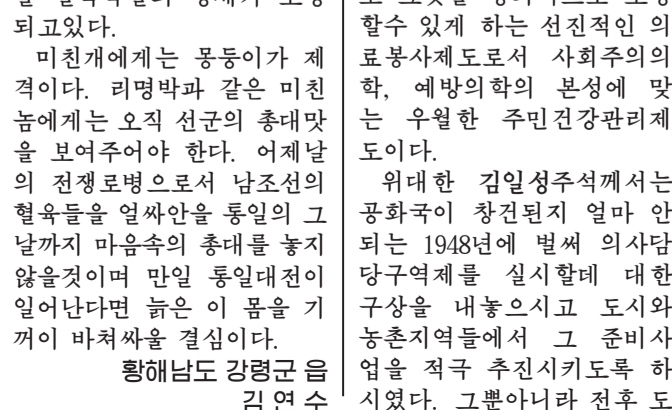 되고있다.
미친개에게는 몽둥이가 제
격이다. 리명박과 같은 미친
놈에게는 오직 선군의 총대맛
을 보여주어야 한다. 어제날
의 전쟁로병으로서 남조선의
혈육들을 얼싸안을 통일의 그
날까지 마음속의 총대를 놓지
않을것이며 만일 통일대전이
일어난다면 늙은 이 몸을 기
꺼이 바쳐싸울 결심이다.
황해남도 강령군 읍
김 연 수
할수 있게 하는 선진적인 의
료봉사제도로서 사회주의의
학, 예방의학의 본성에 맞
는 우월한 주민건강관리제
도이다.
위대한 김일성주석께서는
공화국이 창건된지 얼마 안
되는 1948년에 벌써 의사담
당구역제를 실시할데 대한
구상을 내놓으시고 도시와
농촌지역들에서 그 준비사
업을 적극 추진시키도록 하
시였다. 그뿐아니라 전후 도